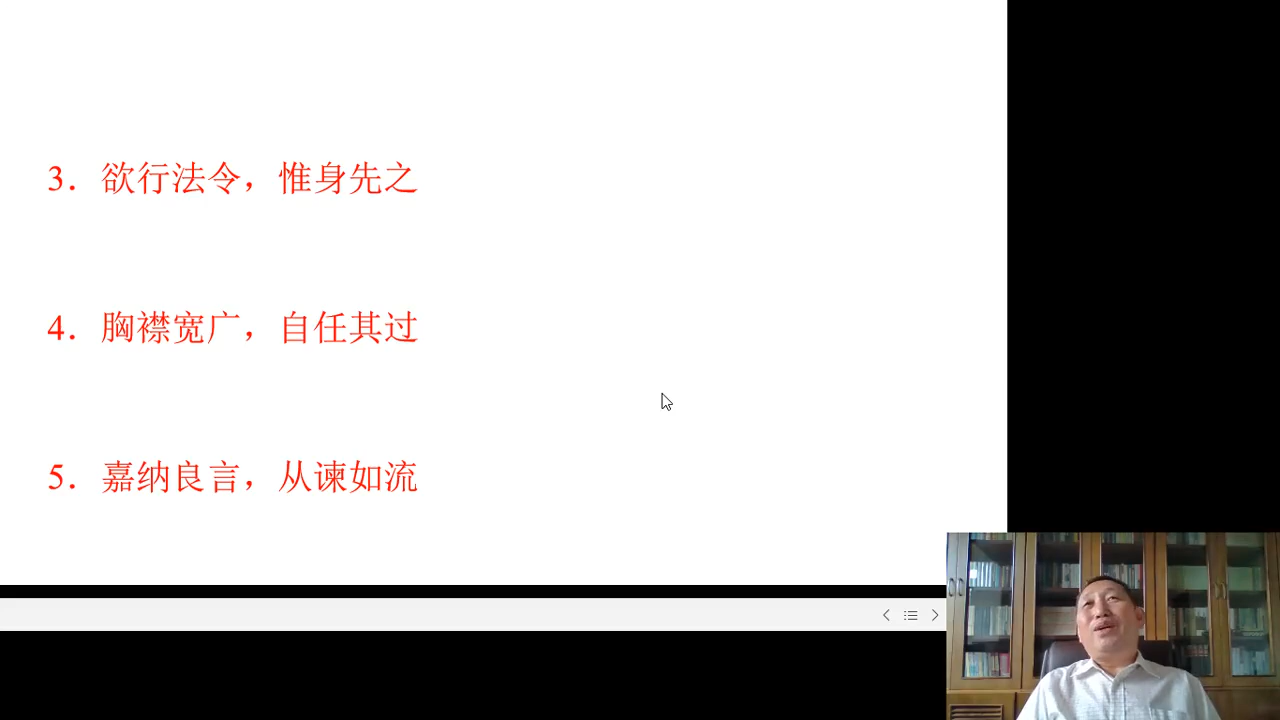 3．欲行法令，惟身先之
4．胸襟宽广，自任其过
5．嘉纳良言，从谏如流